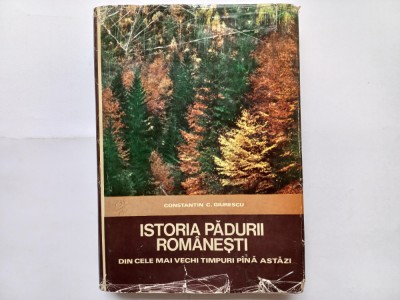 CONSTANTIN C. GIURESCU
ISTORIA PĂDURII
ROMÂNEȘTI
DIN CELE MAI VECHI TIMPURI PÎNĂ ASTĂZI